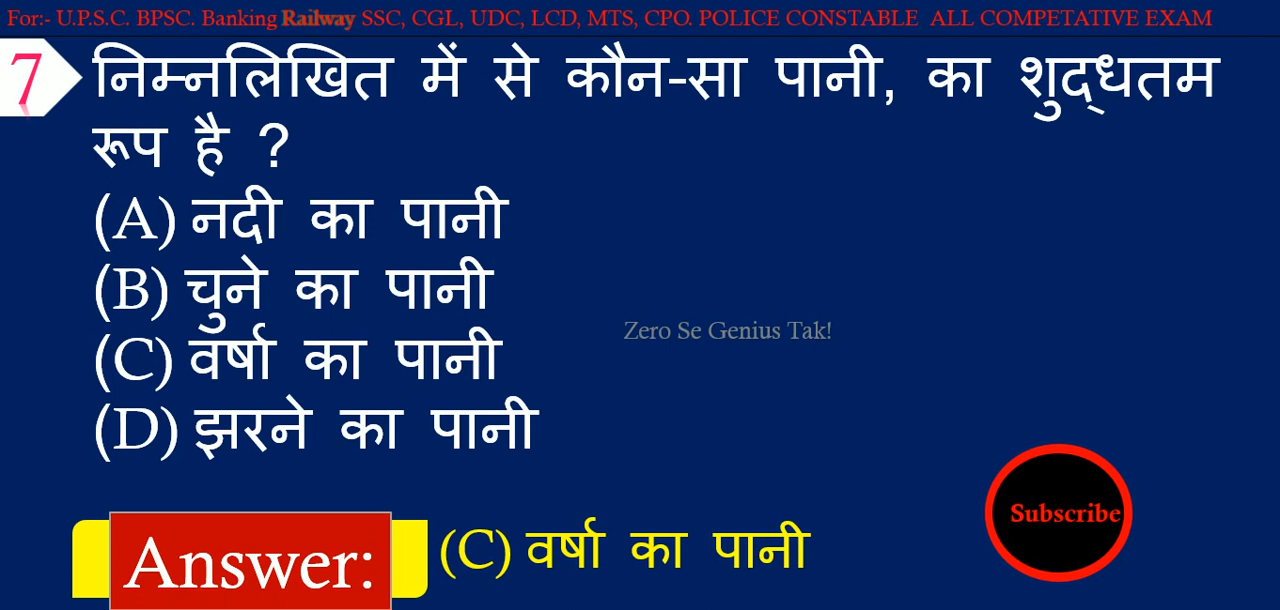 For:- U.P.S.C. BPSC. Banking Railway SSC, CGL, UDC, LCD, MTS, CPO. POLICE CONSTABLE ALL COMPETATIVE EXAM
7 निम्नलिखित में से कौन-सा पानी, का शुद्धतम
रूप है ?
(A) नदी का पानी
(B) चुने का पानी
Zero Se Genius Tak!
(C) वर्षा का पानी
(D) झरने का पानी
Subscribe
Answer: (C) वर्षा का पानी